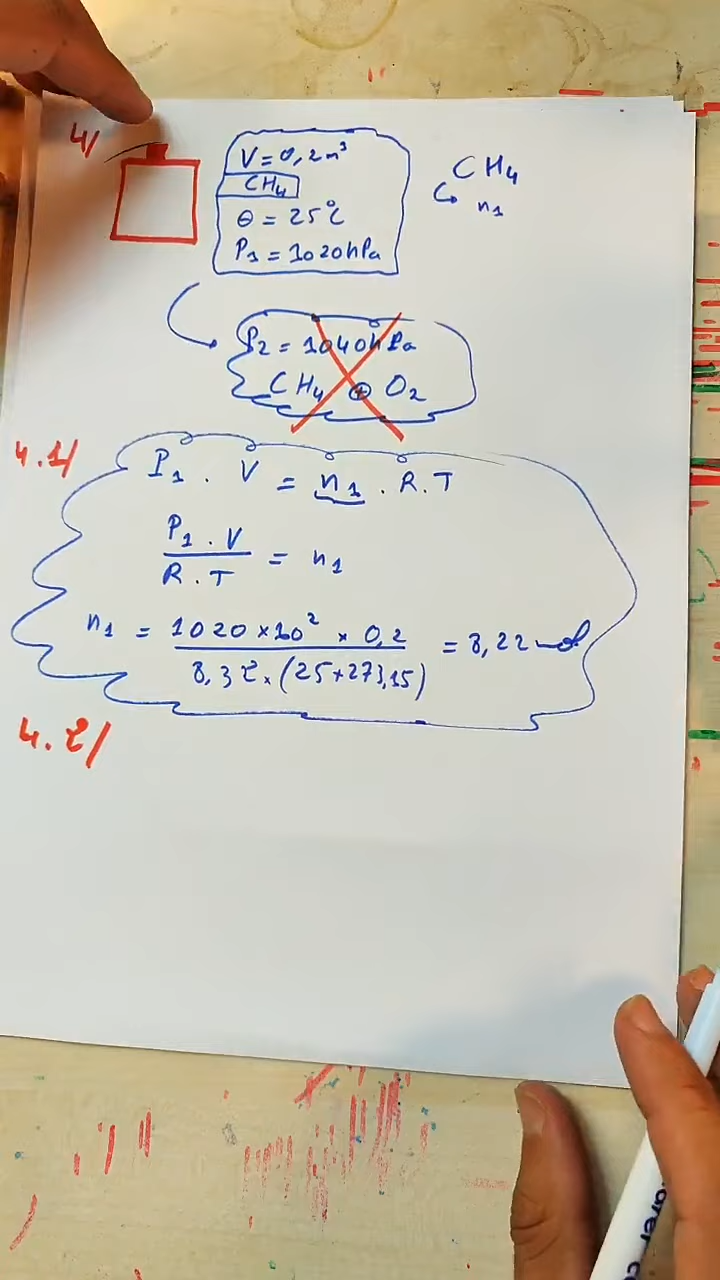 4/
V = 0,2 m³
CH₄
θ = 25°C
P₁ = 1020 hPa
CH₄
↳ n₁
P₂ = 1040 hPa
CH₄ ⊕ O₂
4.1/
P₁ . V = n₁ . R.T
P₁ . V / R . T = n₁
n₁ = 1020 × 10² × 0,2 / 8,32 × (25+273,15) = 8,22 mol
4.2/